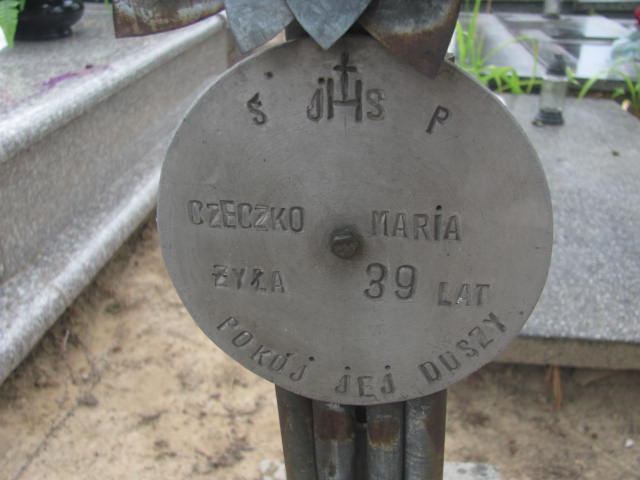 Ś JHS P
CZECZKO MARIA
ŻYŁA 39 LAT
POKÓJ JEJ DUSZY